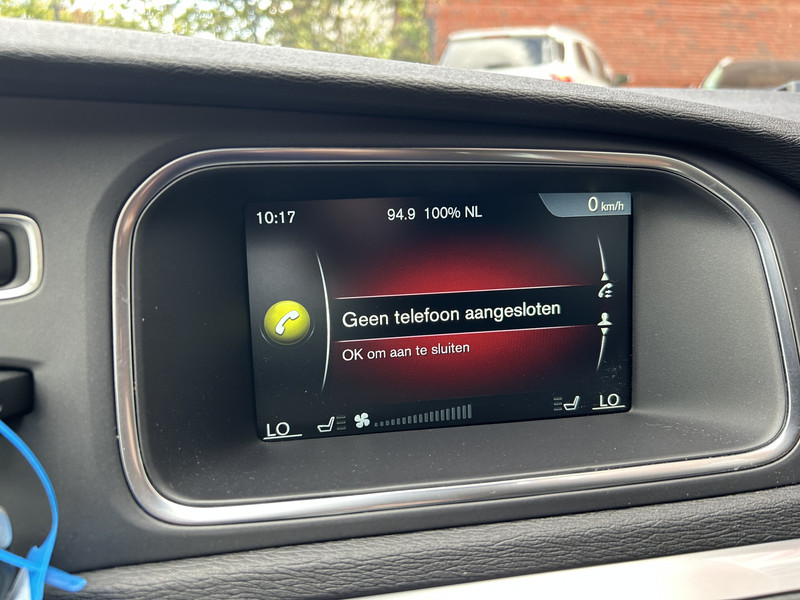 10:17 94.9 100% NL 0 km/h
Geen telefoon aangesloten
OK om aan te sluiten
LO LO